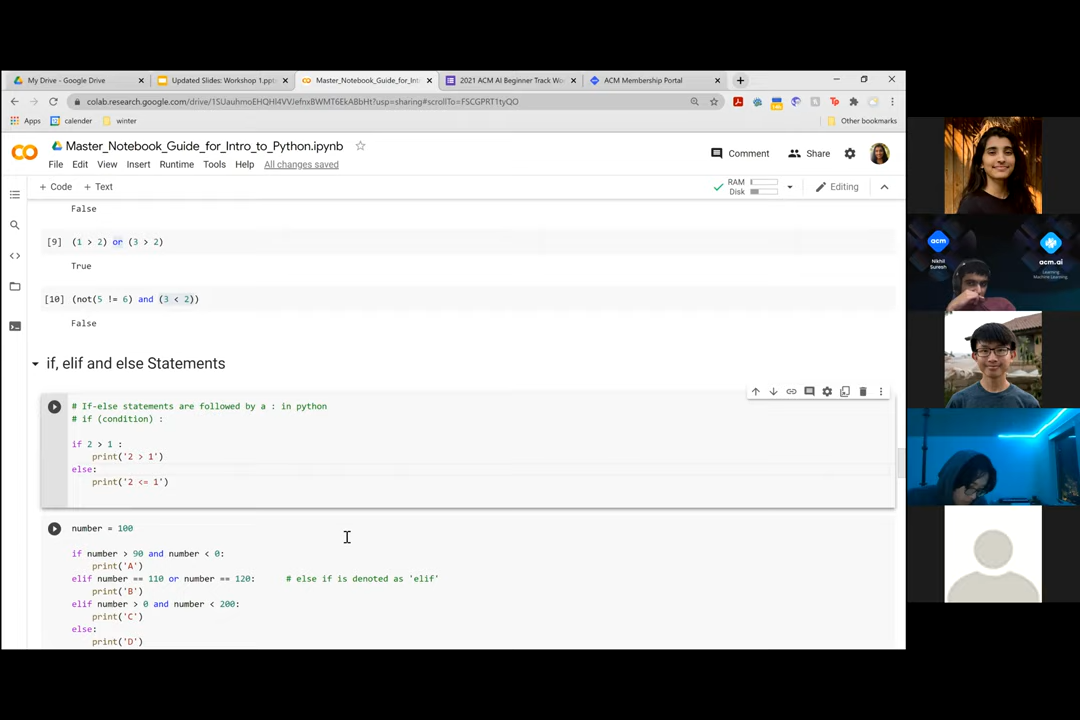 My Drive - Google Drive
Updated Slides: Workshop 1.ppt
Master_Notebook_Guide_for_Int
2021 ACM AI Beginner Track Wo
ACM Membership Portal
colab.research.google.com/drive/1SUauhmoEHQHI4VVJefnxBWMT6EkABbHt?usp=sharing#scrollTo=FSCGPRT1tyQO
Apps
calender
winter
Other bookmarks
Master_Notebook_Guide_for_Intro_to_Python.ipynb
Comment
Share
File Edit View Insert Runtime Tools Help All changes saved
+ Code + Text
RAM
Disk
Editing
False
[9] (1 > 2) or (3 > 2)
True
[10] (not(5 != 6) and (3 < 2))
False
if, elif and else Statements
# If-else statements are followed by a : in python
# if (condition) :
if 2 > 1 :
print('2 > 1')
else:
print('2 <= 1')
number = 100
if number > 90 and number < 0:
print('A')
elif number == 110 or number == 120: # else if is denoted as 'elif'
print('B')
elif number > 0 and number < 200:
print('C')
else:
print('D')
acm
Nikhil
Suresh
acm.ai
Learning
Machine Learning